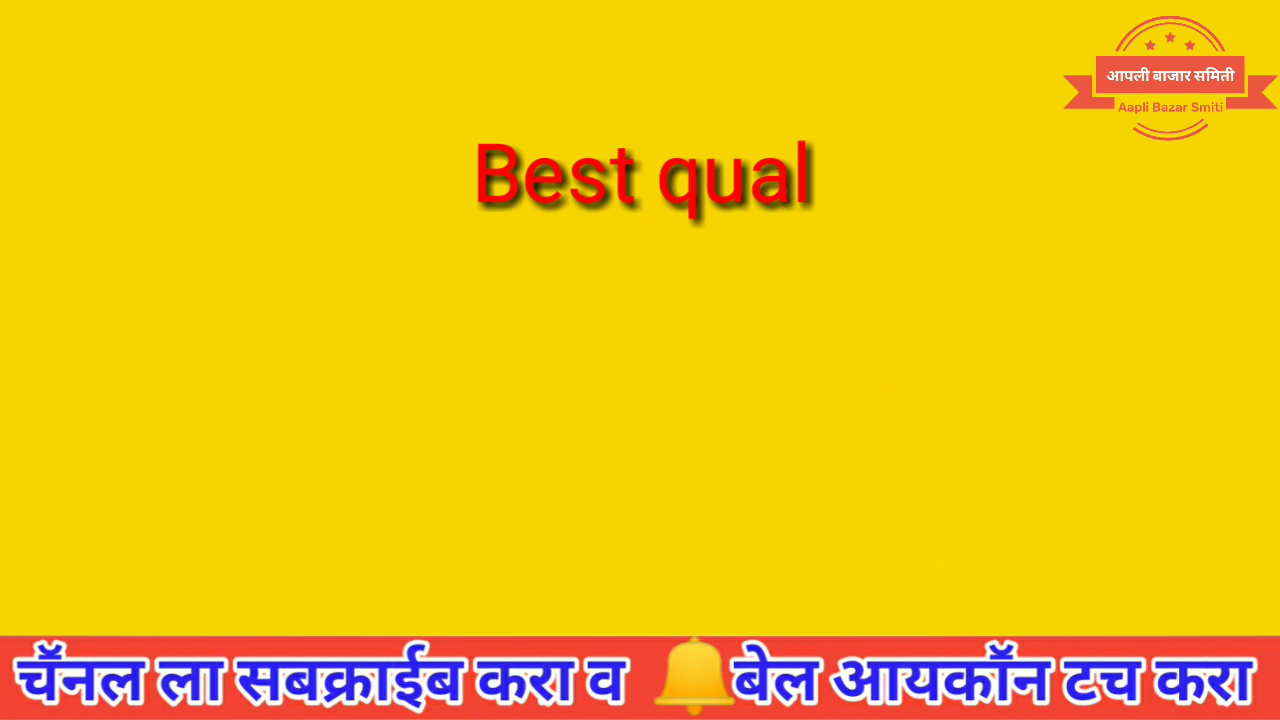 आपली बाजार समिती
Aapli Bazar Smiti
Best qual
चॅनल ला सबक्राईब करा व 🔔बेल आयकॉन टच करा